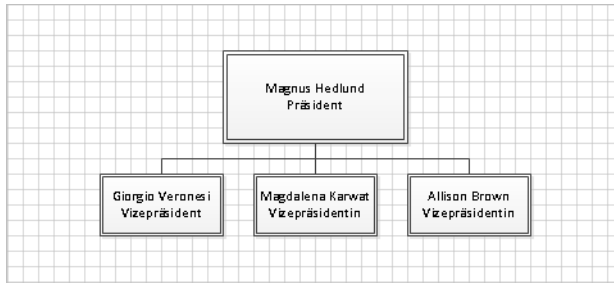 Magnus Hedlund
Präsident
Giorgio Veronesi
Vizepräsident
Magdalena Karwat
Vizepräsidentin
Allison Brown
Vizepräsidentin